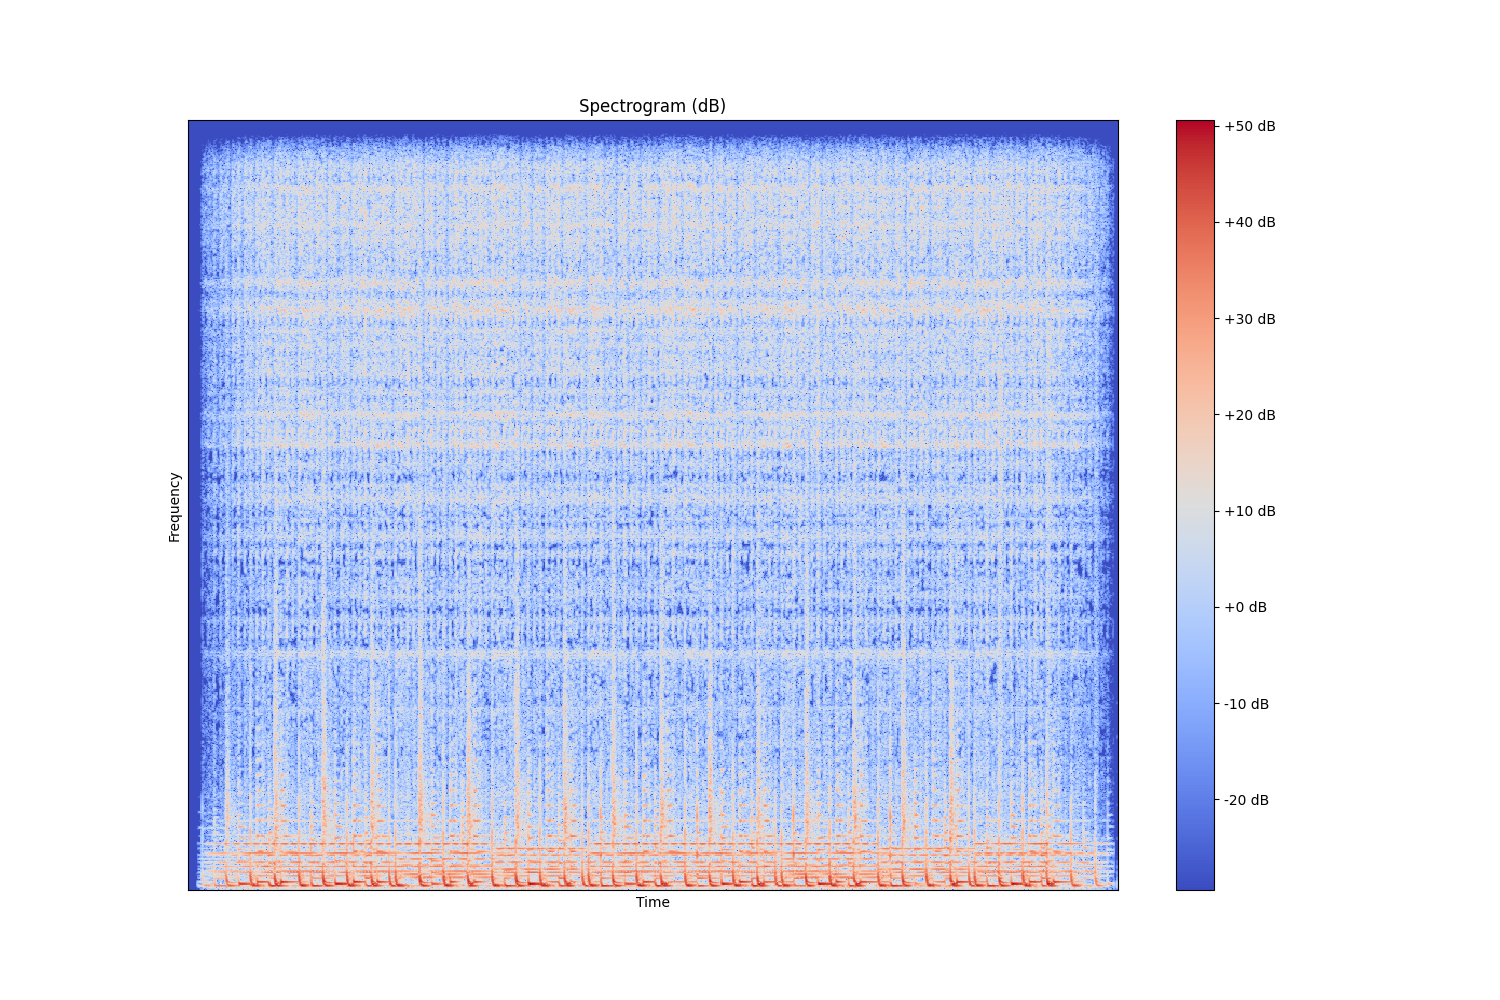 Spectrogram (dB)
Frequency
Time
+50 dB
+40 dB
+30 dB
+20 dB
+10 dB
+0 dB
-10 dB
-20 dB